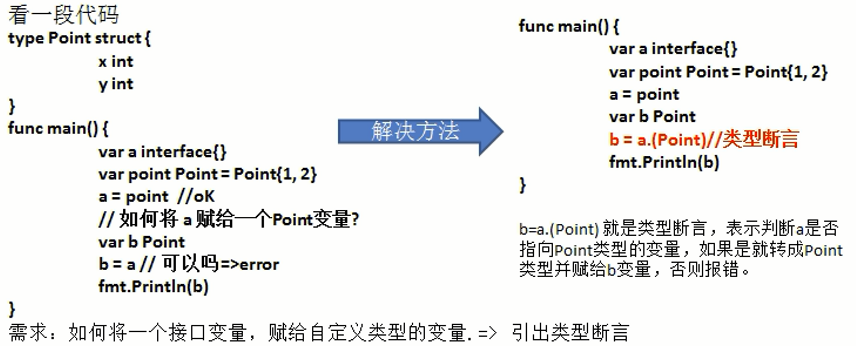 看一段代码
type Point struct {
x int
y int
}
func main() {
var a interface{}
var point Point = Point{1, 2}
a = point //oK
// 如何将 a 赋给一个Point变量?
var b Point
b = a // 可以吗=>error
fmt.Println(b)
}
解决方法
func main() {
var a interface{}
var point Point = Point{1, 2}
a = point
var b Point
b = a.(Point)//类型断言
fmt.Println(b)
}
b=a.(Point) 就是类型断言，表示判断a是否
指向Point类型的变量，如果是就转成Point
类型并赋给b变量，否则报错。
需求: 如何将一个接口变量，赋给自定义类型的变量. => 引出类型断言